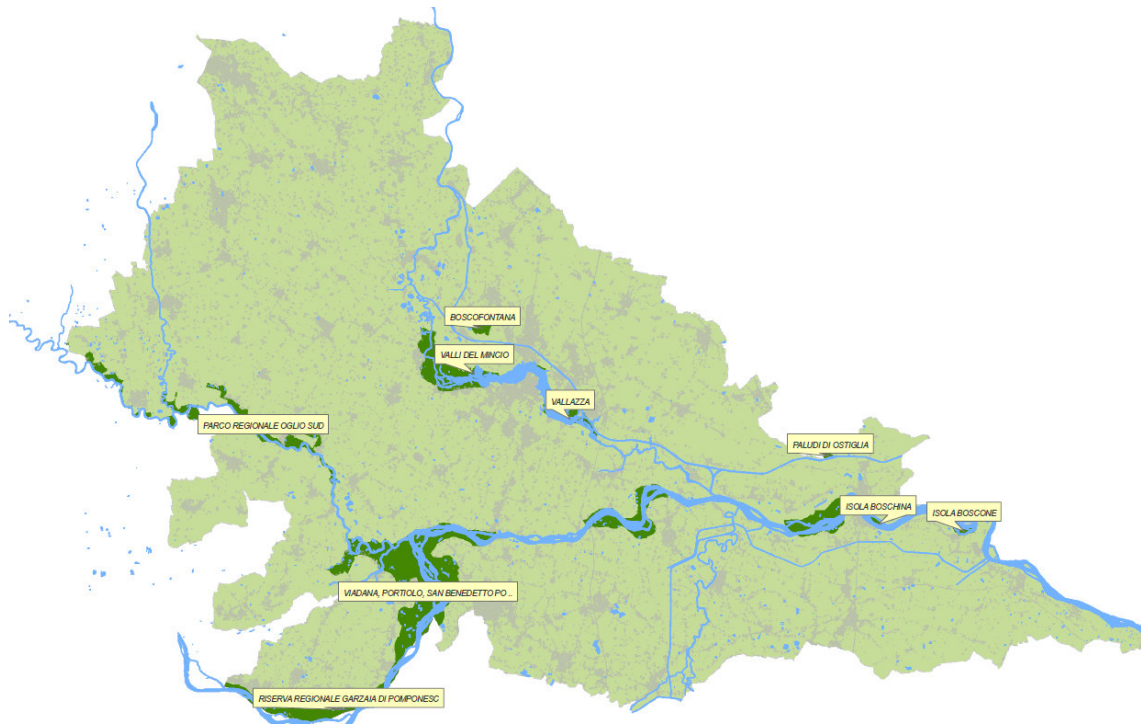 BOSCOFONTANA
VALLI DEL MINCIO
VALLAZZA
PARCO REGIONALE OGLIO SUD
PALUDI DI OSTIGLIA
ISOLA BOSCHINA
ISOLA BOSCONE
VIADANA, PORTIOLO, SAN BENEDETTO PO ..
RISERVA REGIONALE GARZAIA DI POMPONESC